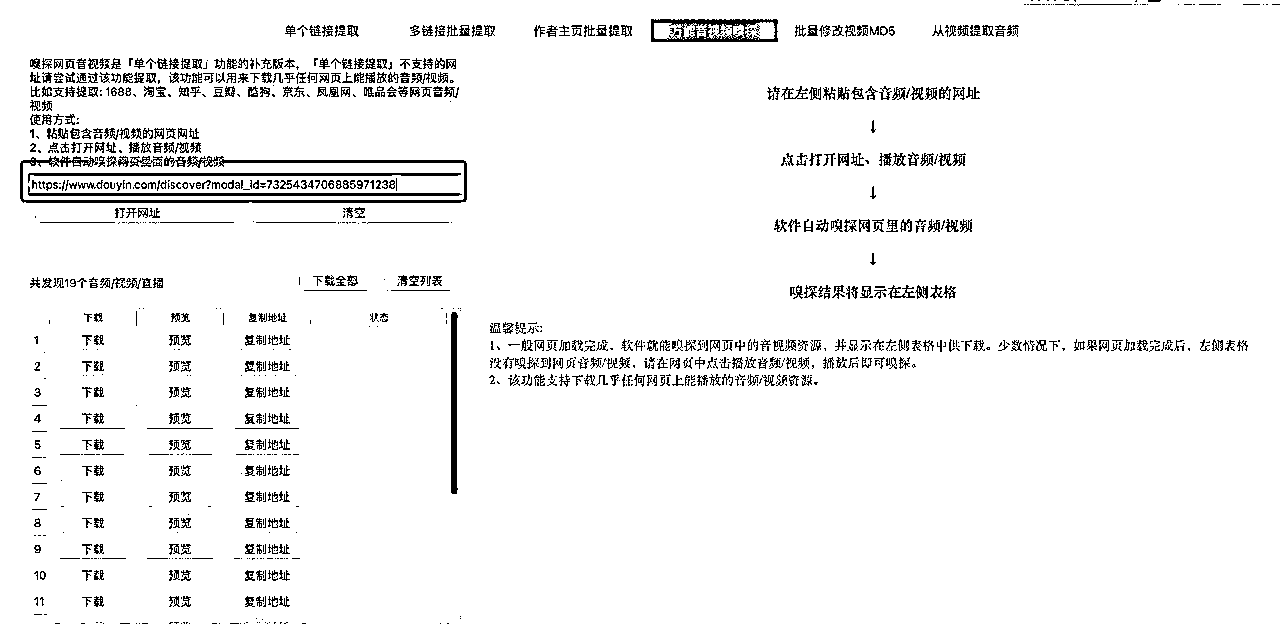 单个链接提取 多链接批量提取 作者主页批量提取 万能音视频嗅探 批量修改视频MD5 从视频提取音频
嗅探网页音视频是「单个链接提取」功能的补充版本，「单个链接提取」不支持的网
址请尝试通过该功能提取，该功能可以用来下载几乎任何网页上能播放的音频/视频。
比如支持提取: 1688、淘宝、知乎、豆瓣、酷狗、京东、凤凰网、唯品会等网页音频/
视频
使用方式:
1、粘贴包含音频/视频的网页网址
2、点击打开网址、播放音频/视频
3、软件自动嗅探网页里面的音频/视频
https://www.douyin.com/discover?modal_id=7325434706885971238
打开网址 清空
共发现19个音频/视频/直播 下载全部 清空列表
下载 预览 复制地址 状态
1 下载 预览 复制地址
2 下载 预览 复制地址
3 下载 预览 复制地址
4 下载 预览 复制地址
5 下载 预览 复制地址
6 下载 预览 复制地址
7 下载 预览 复制地址
8 下载 预览 复制地址
9 下载 预览 复制地址
10 下载 预览 复制地址
11 下载 预览 复制地址
请在左侧粘贴包含音频/视频的网址
↓
点击打开网址、播放音频/视频
↓
软件自动嗅探网页里的音频/视频
↓
嗅探结果将显示在左侧表格
温馨提示:
1、一般网页加载完成，软件就能嗅探到网页中的音视频资源，并显示在左侧表格中供下载。少数情况下，如果网页加载完成后，左侧表格
没有嗅探到网页音频/视频，请在网页中点击播放音频/视频，播放后即可嗅探。
2、该功能支持下载几乎任何网页上能播放的音频/视频资源。